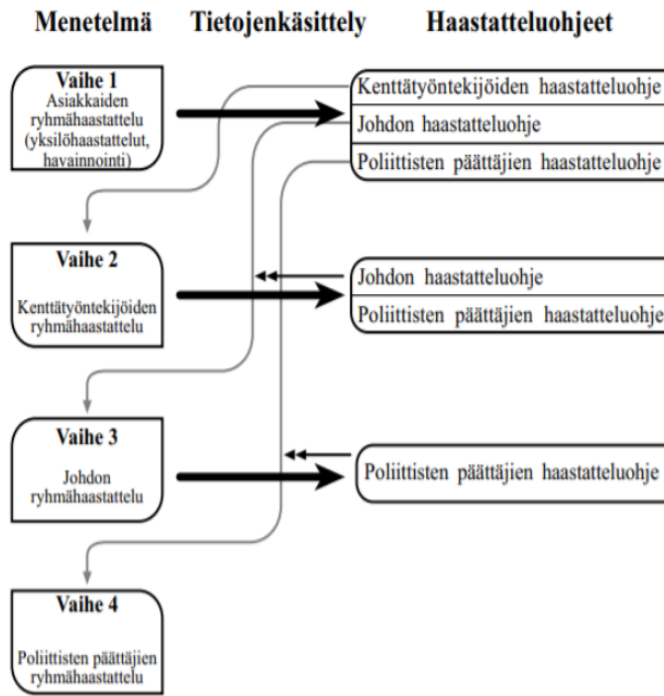 Menetelmä Tietojenkäsittely Haastatteluohjeet
Vaihe 1
Asiakkaiden
ryhmähaastattelu
(yksilöhaastattelut,
havainnointi)
Kenttätyöntekijöiden haastatteluohje
Johdon haastatteluohje
Poliittisten päättäjien haastatteluohje
Vaihe 2
Kenttätyöntekijöiden
ryhmähaastattelu
Johdon haastatteluohje
Poliittisten päättäjien haastatteluohje
Vaihe 3
Johdon
ryhmähaastattelu
Poliittisten päättäjien haastatteluohje
Vaihe 4
Poliittisten päättäjien
ryhmähaastattelu